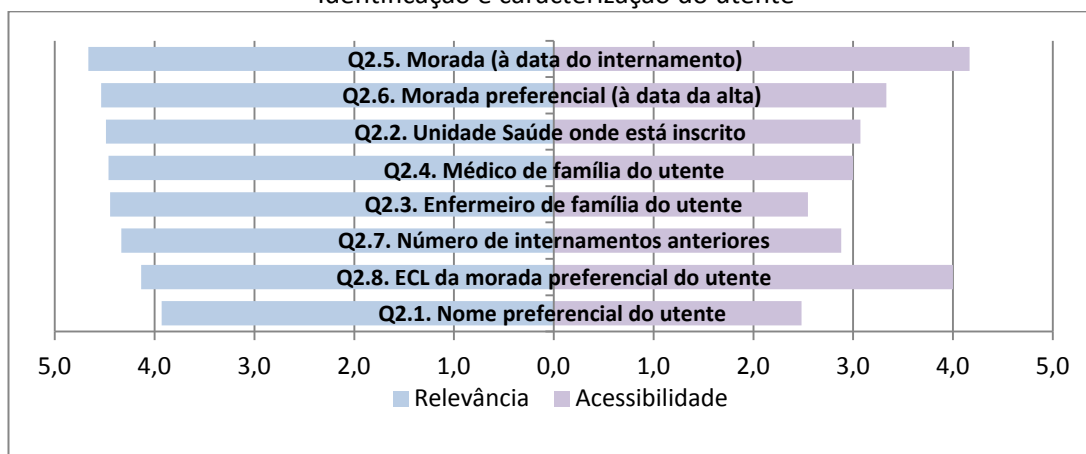 Identificação e caracterização do utente
Q2.5. Morada (à data do internamento)
Q2.6. Morada preferencial (à data da alta)
Q2.2. Unidade Saúde onde está inscrito
Q2.4. Médico de família do utente
Q2.3. Enfermeiro de família do utente
Q2.7. Número de internamentos anteriores
Q2.8. ECL da morada preferencial do utente
Q2.1. Nome preferencial do utente
5,0 4,0 3,0 2,0 1,0 0,0 1,0 2,0 3,0 4,0 5,0
Relevância Acessibilidade